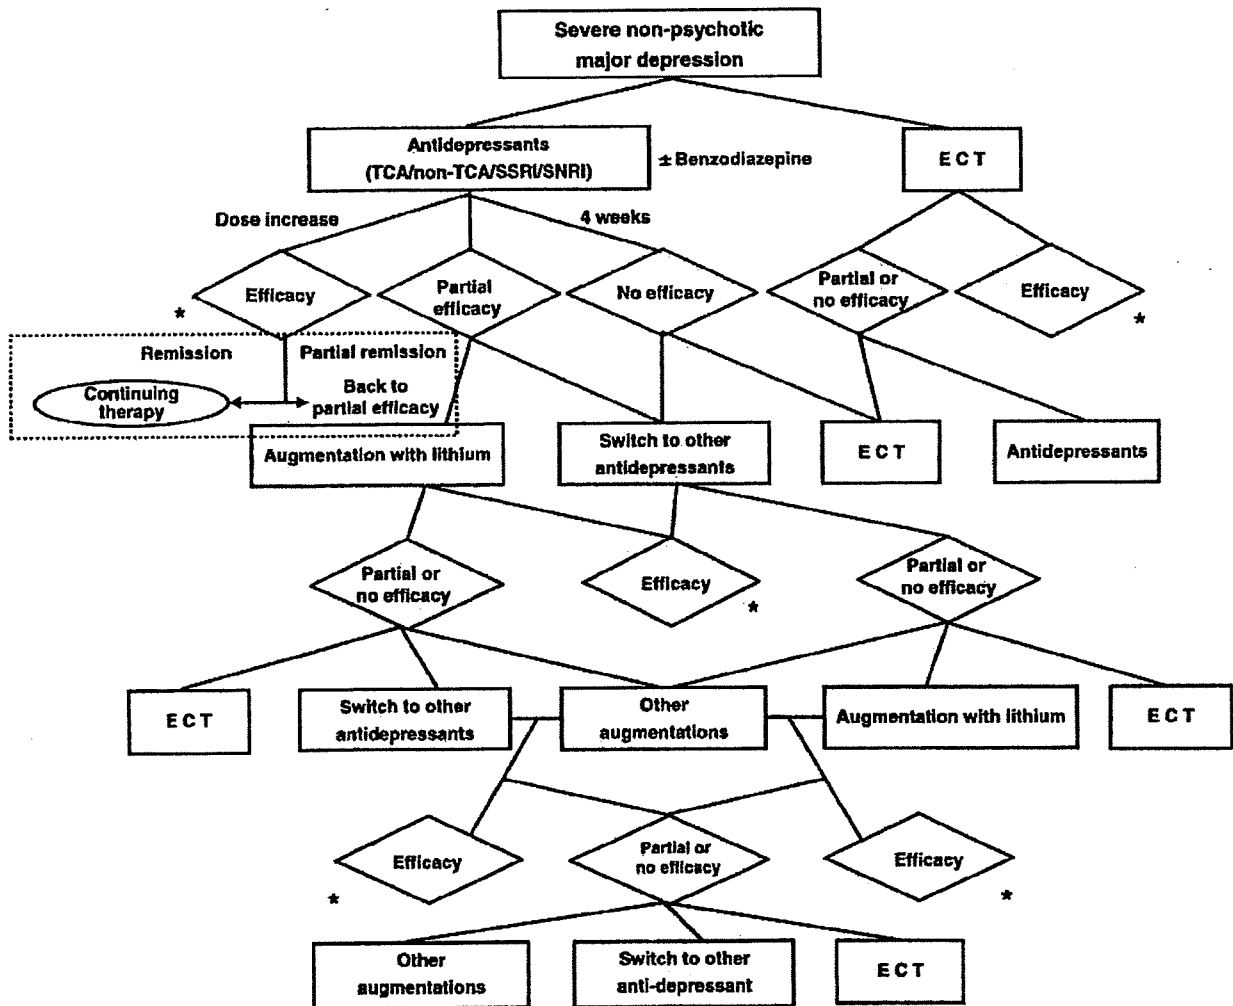 Severe non-psychotic
major depression
Antidepressants
(TCA/non-TCA/SSRI/SNRI)
± Benzodiazepine
E C T
Dose increase
4 weeks
Efficacy
*
Partial
efficacy
No efficacy
Partial or
no efficacy
Efficacy
*
Remission
Partial remission
Continuing
therapy
Back to
partial efficacy
Augmentation with lithium
Switch to other
antidepressants
E C T
Antidepressants
Partial or
no efficacy
Efficacy
*
Partial or
no efficacy
E C T
Switch to other
antidepressants
Other
augmentations
Augmentation with lithium
E C T
Efficacy
*
Partial or
no efficacy
Efficacy
*
Other
augmentations
Switch to other
anti-depressant
E C T